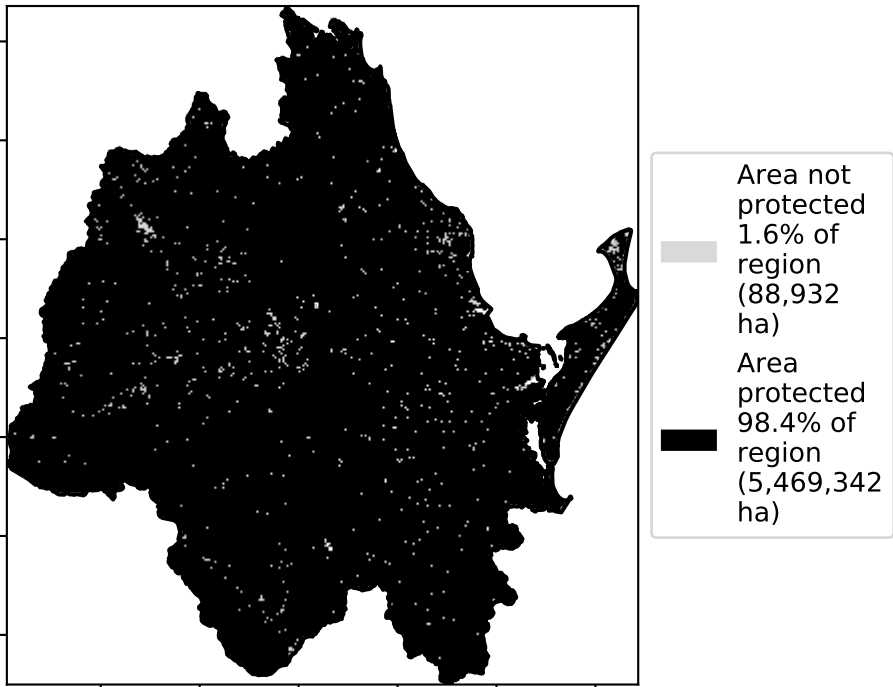 Area not
protected
1.6% of
region
(88,932
ha)
Area
protected
98.4% of
region
(5,469,342
ha)